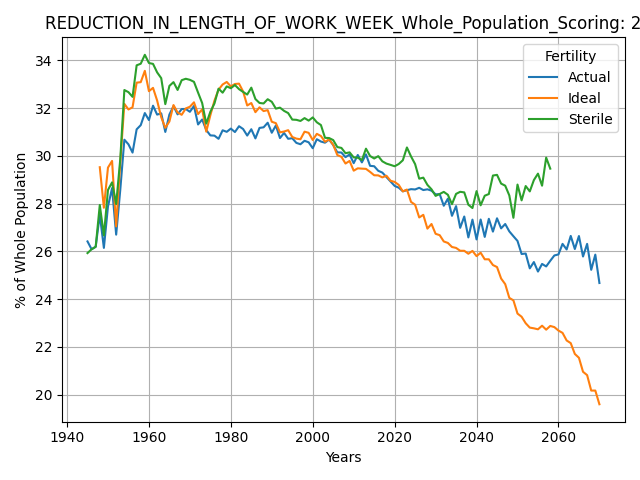 REDUCTION_IN_LENGTH_OF_WORK_WEEK_Whole_Population_Scoring: 2
Fertility
Actual
Ideal
Sterile
34
32
30
28
26
24
22
20
% of Whole Population
1940
1960
1980
2000
2020
2040
2060
Years